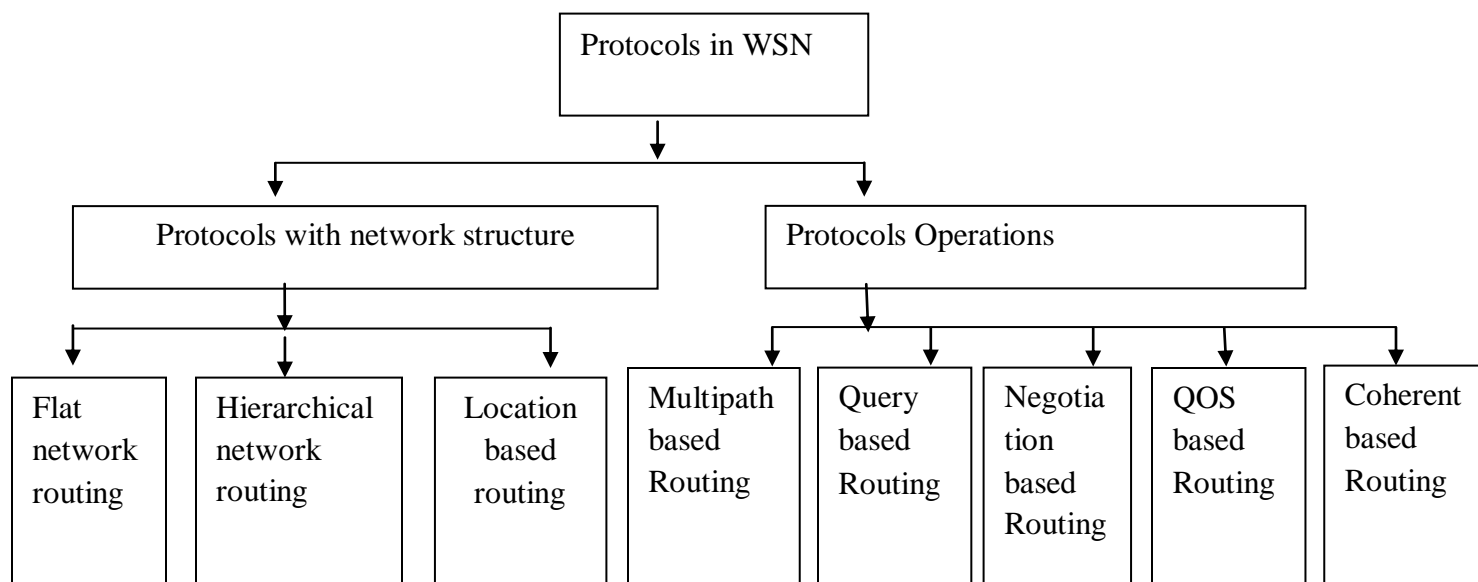 Protocols in WSN
Protocols with network structure
Protocols Operations
Flat
network
routing
Hierarchical
network
routing
Location
based
routing
Multipath
based
Routing
Query
based
Routing
Negotia
tion
based
Routing
QOS
based
Routing
Coherent
based
Routing